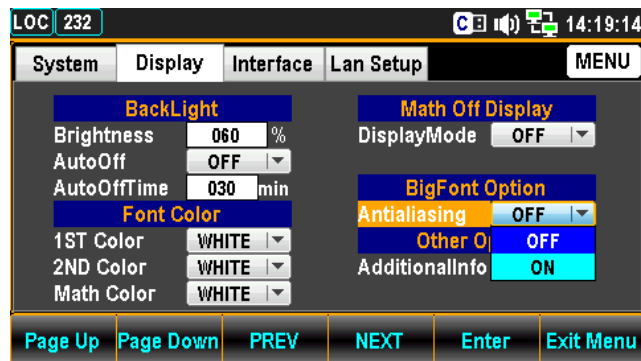 LOC 232 C 14:19:14
System Display Interface Lan Setup MENU
BackLight
Brightness 060 %
AutoOff OFF
AutoOffTime 030 min
Font Color
1ST Color WHITE
2ND Color WHITE
Math Color WHITE
Math Off Display
DisplayMode OFF
BigFont Option
Antialiasing OFF
OFF
ON
Other
AdditionalInfo
Page Up Page Down PREV NEXT Enter Exit Menu